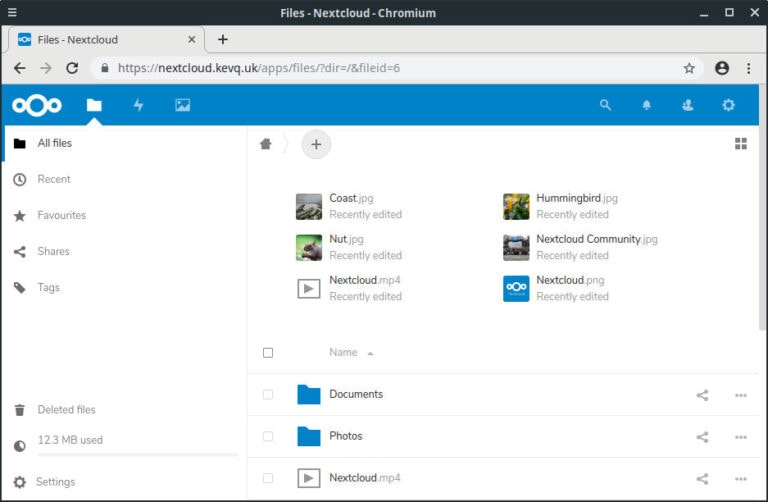 Files - Nextcloud - Chromium
Files - Nextcloud
https://nextcloud.kevq.uk/apps/files/?dir=/&fileid=6
All files
Recent
Favourites
Shares
Tags
Deleted files
12.3 MB used
Settings
Coast.jpg
Recently edited
Hummingbird.jpg
Recently edited
Nut.jpg
Recently edited
Nextcloud Community.jpg
Recently edited
Nextcloud.mp4
Recently edited
Nextcloud.png
Recently edited
Name
Documents
Photos
Nextcloud.mp4